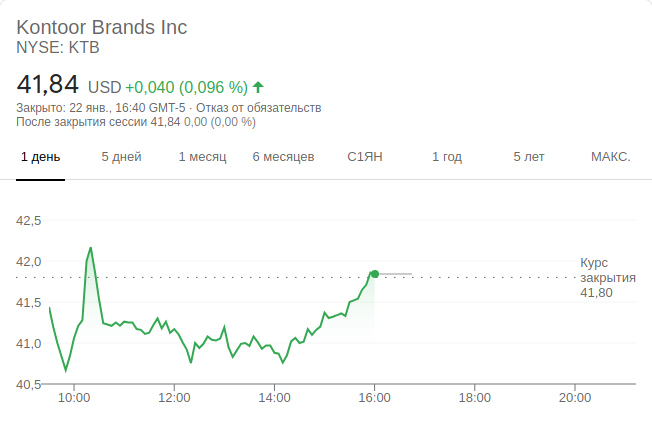 Kontoor Brands Inc
NYSE: KTB
41,84 USD +0,040 (0,096 %)
Закрыто: 22 янв., 16:40 GMT-5 · Отказ от обязательств
После закрытия сессии 41,84 0,00 (0,00 %)
1 день 5 дней 1 месяц 6 месяцев С1ЯН 1 год 5 лет МАКС.
42,5
42,0
41,5
41,0
40,5
Курс
закрытия
41,80
10:00 12:00 14:00 16:00 18:00 20:00